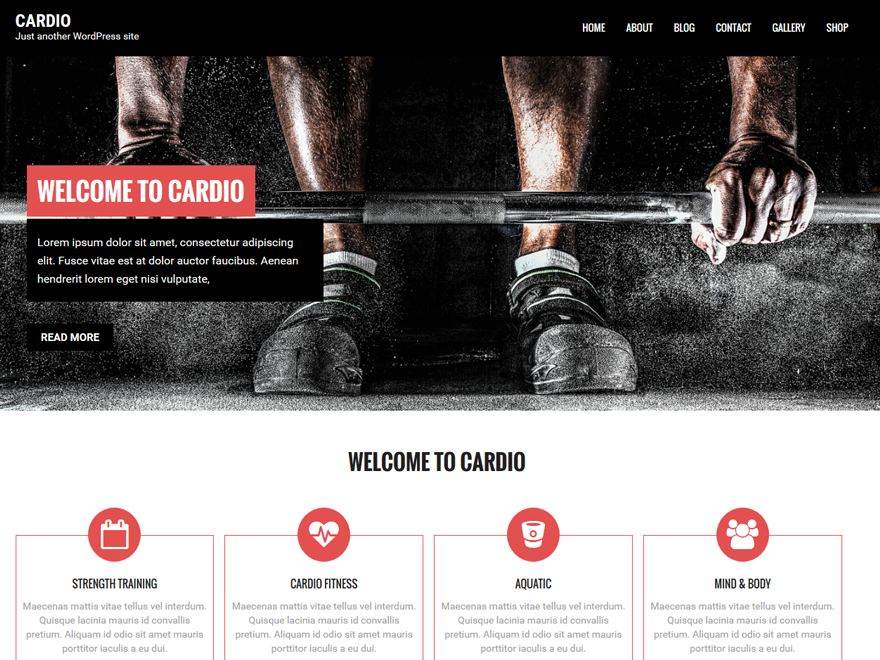 CARDIO
Just another WordPress site
HOME ABOUT BLOG CONTACT GALLERY SHOP
WELCOME TO CARDIO
Lorem ipsum dolor sit amet, consectetur adipiscing
elit. Fusce vitae est at dolor auctor faucibus. Aenean
hendrerit lorem eget nisi vulputate,
READ MORE
WELCOME TO CARDIO
STRENGTH TRAINING
Maecenas mattis vitae tellus vel interdum.
Quisque lacinia mauris id convallis
pretium. Aliquam id odio sit amet mauris
porttitor iaculis a eu dui.
CARDIO FITNESS
Maecenas mattis vitae tellus vel interdum.
Quisque lacinia mauris id convallis
pretium. Aliquam id odio sit amet mauris
porttitor iaculis a eu dui.
AQUATIC
Maecenas mattis vitae tellus vel interdum.
Quisque lacinia mauris id convallis
pretium. Aliquam id odio sit amet mauris
porttitor iaculis a eu dui.
MIND & BODY
Maecenas mattis vitae tellus vel interdum.
Quisque lacinia mauris id convallis
pretium. Aliquam id odio sit amet mauris
porttitor iaculis a eu dui.